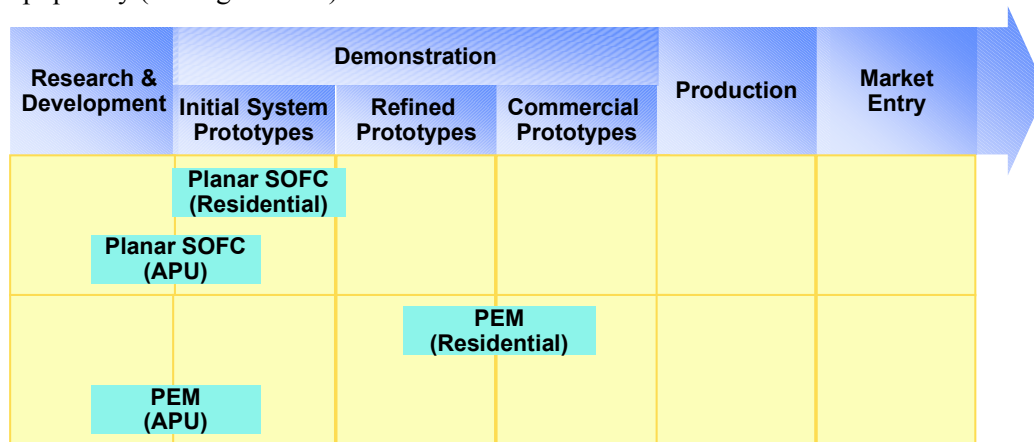 Demonstration
Research &
Development
Initial System
Prototypes
Refined
Prototypes
Commercial
Prototypes
Production
Market
Entry
Planar SOFC
(Residential)
Planar SOFC
(APU)
PEM
(Residential)
PEM
(APU)